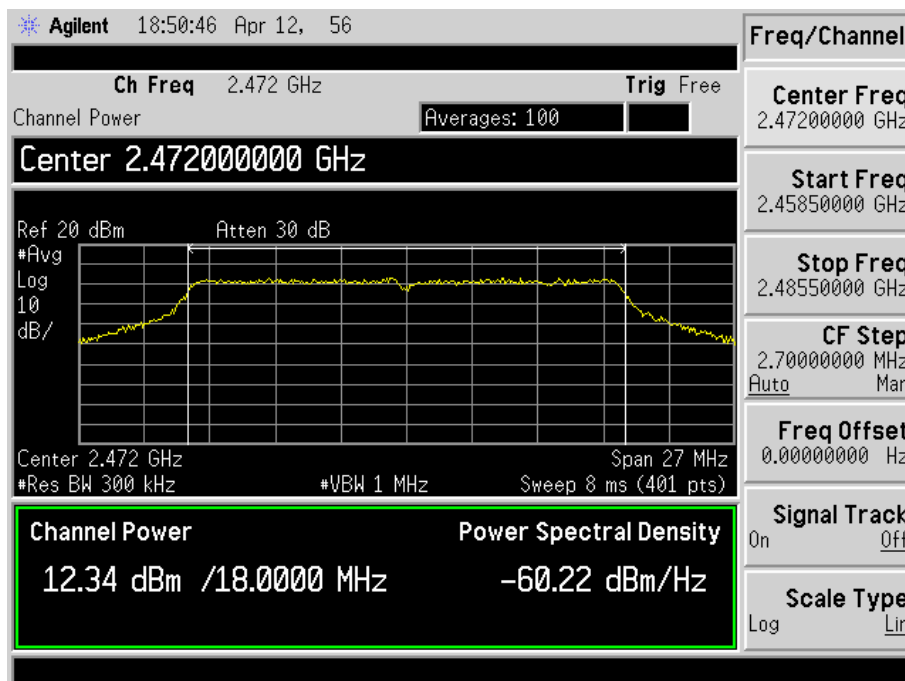 Agilent 18:50:46 Apr 12, 56
Ch Freq 2.472 GHz Trig Free
Channel Power Averages: 100
Center 2.472000000 GHz
Ref 20 dBm Atten 30 dB
#Avg
Log
10
dB/
Center 2.472 GHz Span 27 MHz
#Res BW 300 kHz #VBW 1 MHz Sweep 8 ms (401 pts)
Channel Power Power Spectral Density
12.34 dBm /18.0000 MHz -60.22 dBm/Hz
Freq/Channel
Center Freq
2.47200000 GHz
Start Freq
2.45850000 GHz
Stop Freq
2.48550000 GHz
CF Step
2.70000000 MHz
Auto Man
Freq Offset
0.00000000 Hz
Signal Track
On Off
Scale Type
Log Lin